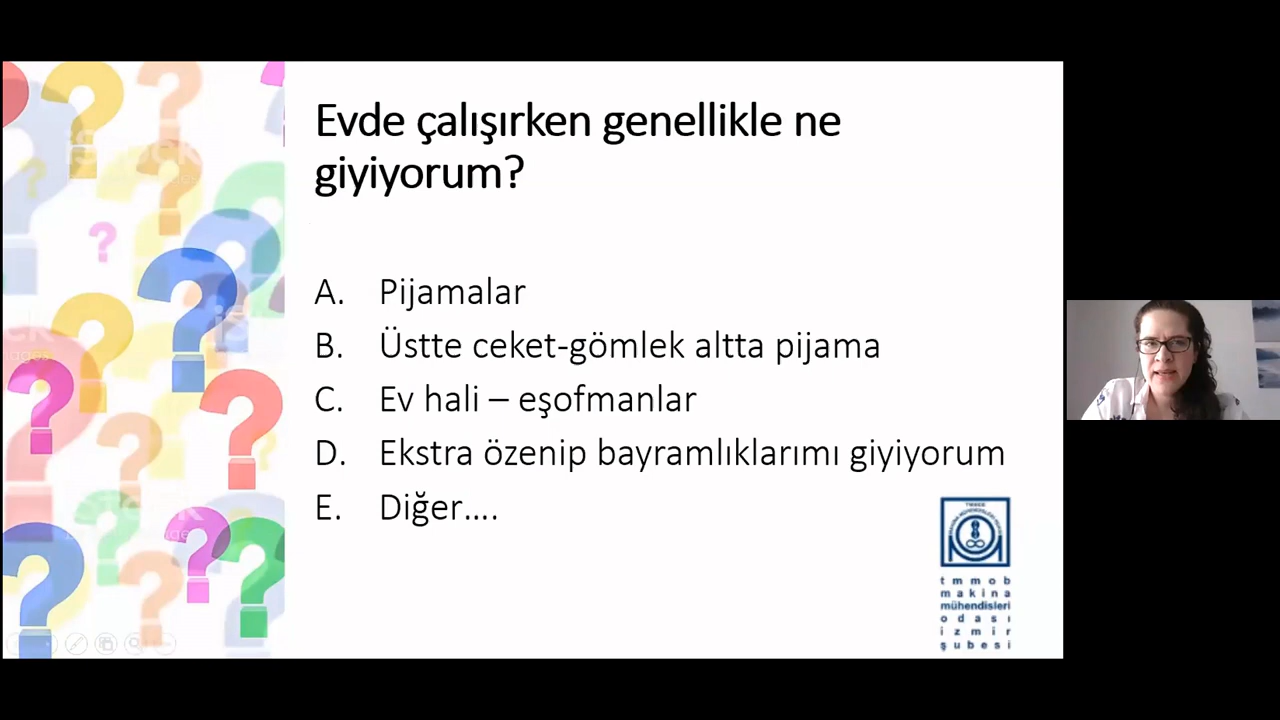 Evde çalışırken genellikle ne
giyiyorum?
A. Pijamalar
B. Üstte ceket-gömlek altta pijama
C. Ev hali – eşofmanlar
D. Ekstra özenip bayramlıklarımı giyiyorum
E. Diğer....
tmmob
makina
mühendisleri
odası
izmir
şubesi